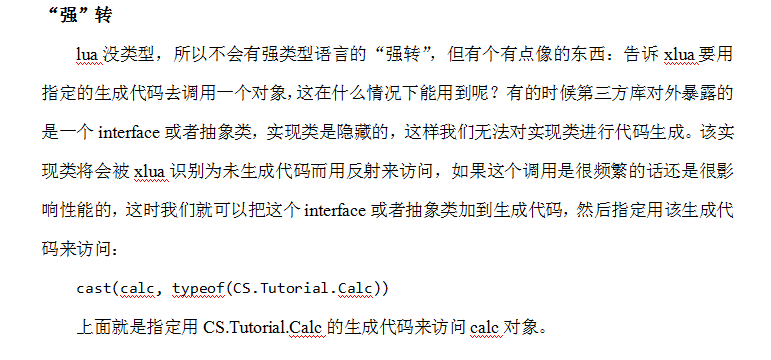 “强”转
lua 没类型，所以不会有强类型语言的“强转”，但有个有点像的东西：告诉 xlua 要用
指定的生成代码去调用一个对象，这在什么情况下能用到呢？有的时候第三方库对外暴露的
是一个 interface 或者抽象类，实现类是隐藏的，这样我们无法对实现类进行代码生成。该实
现类将会被 xlua 识别为未生成代码而用反射来访问，如果这个调用是很频繁的话还是很影
响性能的，这时我们就可以把这个 interface 或者抽象类加到生成代码，然后指定用该生成代
码来访问：
cast(calc, typeof(CS.Tutorial.Calc))
上面就是指定用 CS.Tutorial.Calc 的生成代码来访问 calc 对象。